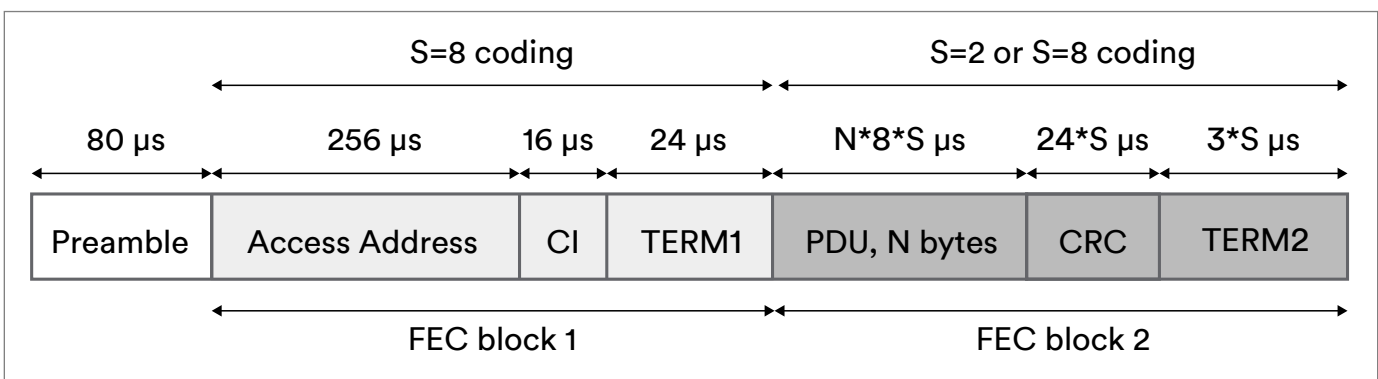 S=8 coding S=2 or S=8 coding
80 µs 256 µs 16 µs 24 µs N*8*S µs 24*S µs 3*S µs
Preamble Access Address CI TERM1 PDU, N bytes CRC TERM2
FEC block 1 FEC block 2